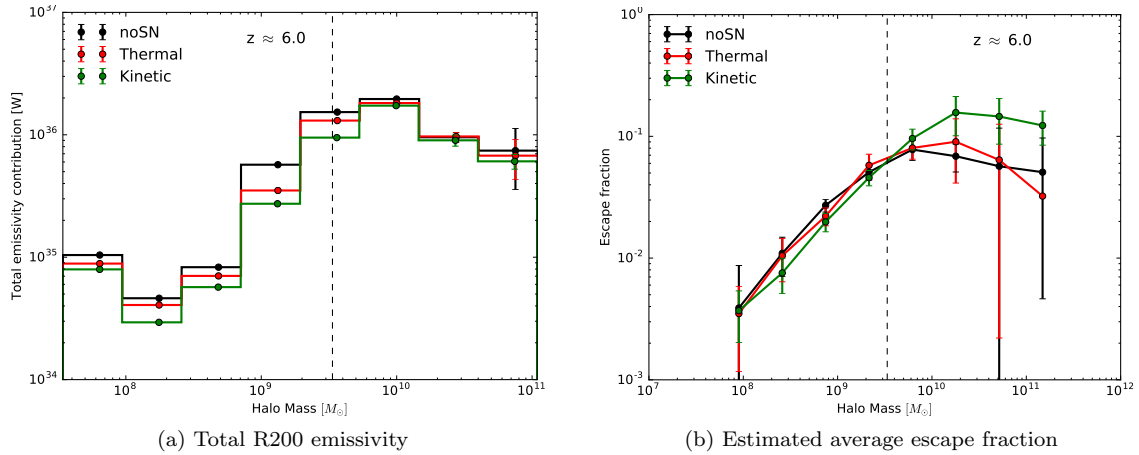 10^37
10^36
10^35
10^34
Total emissivity contribution [W]
noSN
Thermal
Kinetic
z ≈ 6.0
10^8
10^9
10^10
10^11
Halo Mass [M_⊙]
(a) Total R200 emissivity
10^0
10^-1
10^-2
10^-3
Escape fraction
noSN
Thermal
Kinetic
z ≈ 6.0
10^7
10^8
10^9
10^10
10^11
10^12
Halo Mass [M_⊙]
(b) Estimated average escape fraction